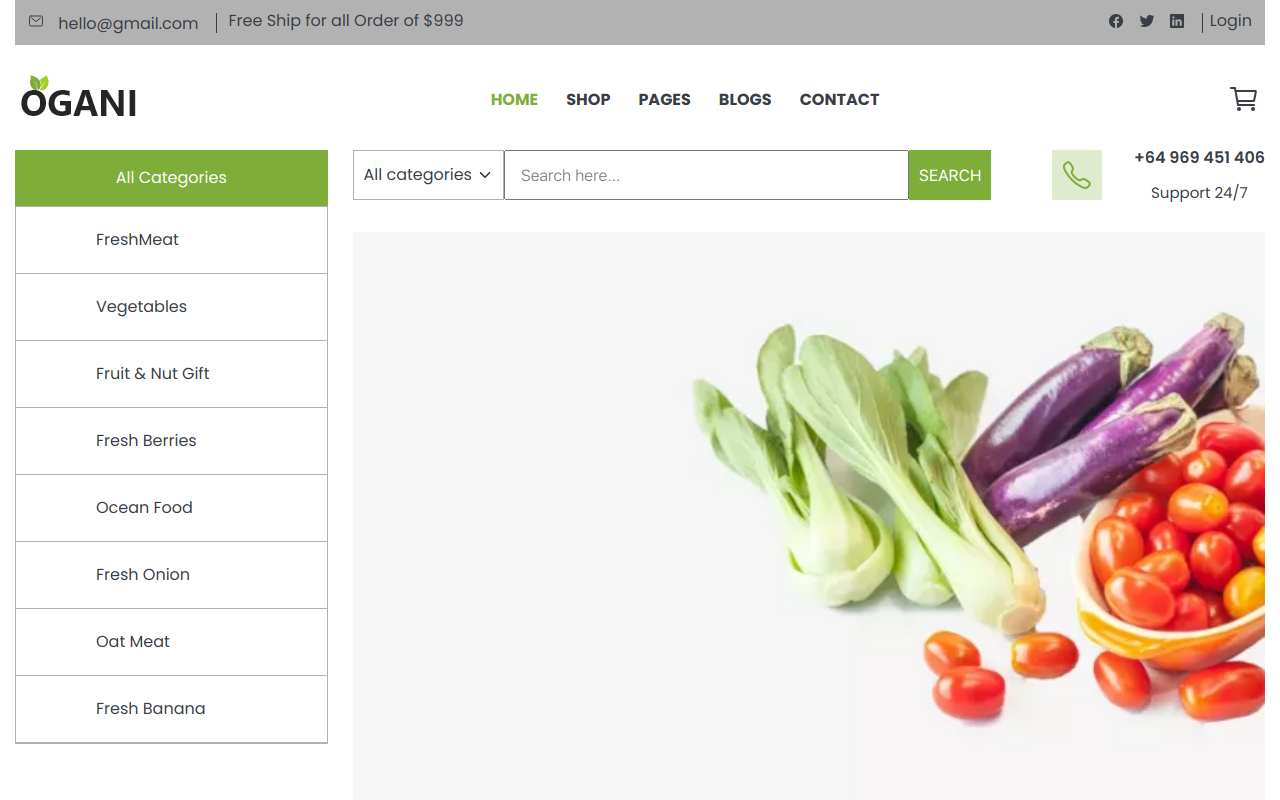 hello@gmail.com
Free Ship for all Order of $999
Login
OGANI
HOME SHOP PAGES BLOGS CONTACT
All Categories
All categories
Search here...
SEARCH
+64 969 451 406
Support 24/7
FreshMeat
Vegetables
Fruit & Nut Gift
Fresh Berries
Ocean Food
Fresh Onion
Oat Meat
Fresh Banana